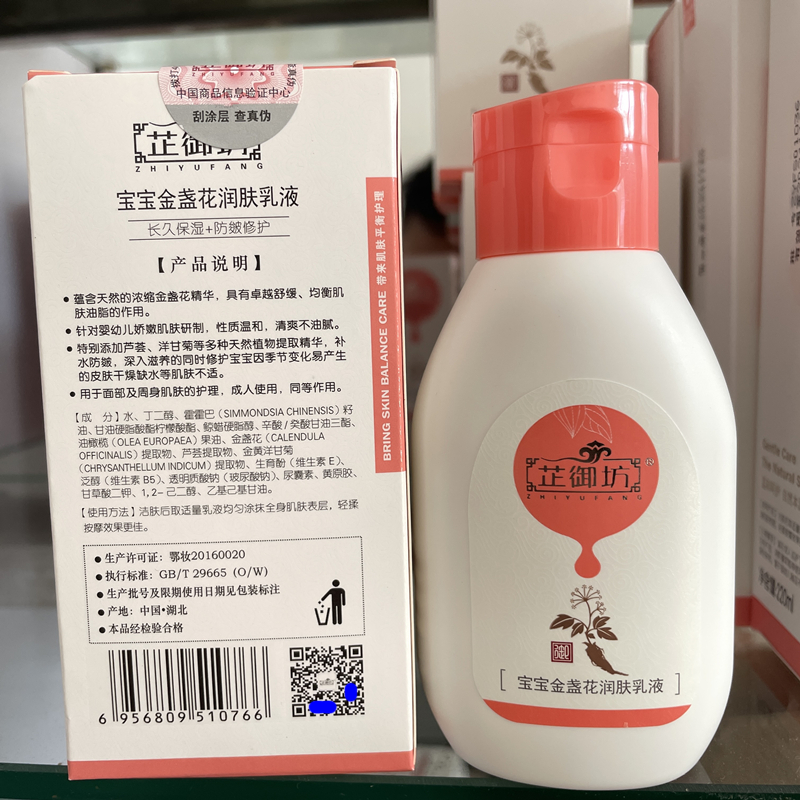 中国商品信息验证中心
刮涂层 查真伪
芷御坊
ZHIYUFANG
宝宝金盏花润肤乳液
长久保湿+防皴修护
【产品说明】
• 蕴含天然的浓缩金盏花精华，具有卓越舒缓、均衡肌
肤油脂的作用。
• 针对婴幼儿娇嫩肌肤研制，性质温和，清爽不油腻。
• 特别添加芦荟、洋甘菊等多种天然植物提取精华，补
水防皴，深入滋养的同时修护宝宝因季节变化易产生
的皮肤干燥缺水等肌肤不适。
• 用于面部及周身肌肤的护理，成人使用，同等作用。
【成 分】水、丁二醇、霍霍巴（SIMMONDSIA CHINENSIS）籽
油、甘油硬脂酸酯柠檬酸酯、鲸蜡硬脂醇、辛酸/癸酸甘油三酯、
油橄榄（OLEA EUROPAEA）果油、金盏花（CALENDULA
OFFICINALIS）提取物、芦荟提取物、金黄洋甘菊
（CHRYSANTHELLUM INDICUM）提取物、生育酚（维生素E）、
泛醇（维生素 B5）、透明质酸钠（玻尿酸钠）、尿囊素、黄原胶、
甘草酸二钾、1,2-己二醇、乙基己基甘油。
【使用方法】洁肤后取适量乳液均匀涂抹全身肌肤表层，轻揉
按摩效果更佳。
• 生产许可证：鄂妆20160020
• 执行标准：GB/T 29665 (O/W)
• 生产批号及限期使用日期见包装标注
• 产地：中国•湖北
• 本品经检验合格
6 956809 510766
BRING SKIN BALANCE CARE 带来肌肤平衡护理
芷御坊
ZHIYUFANG
御
[ 宝宝金盏花润肤乳液 ]
220ml